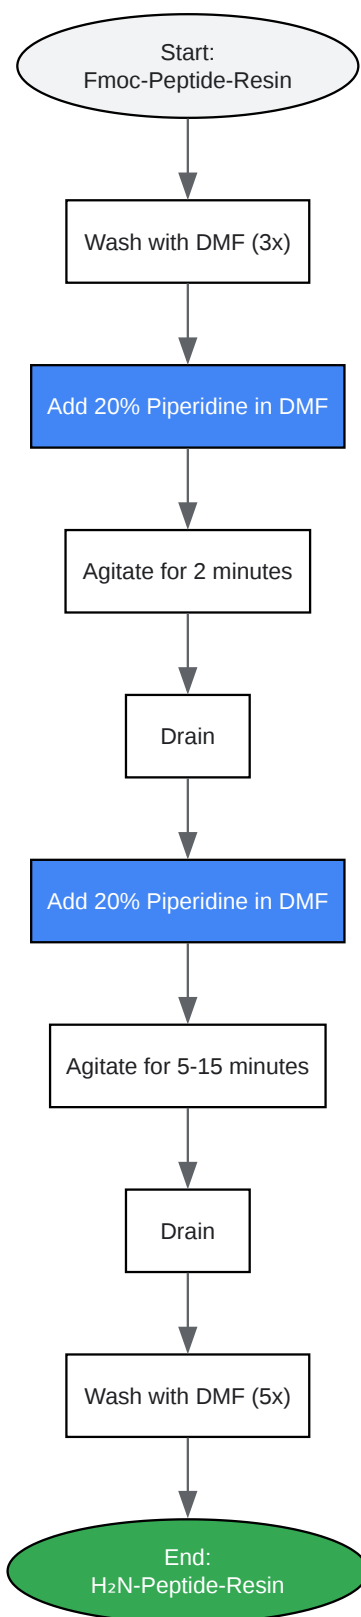 Start:
Fmoc-Peptide-Resin
Wash with DMF (3x)
Add 20% Piperidine in DMF
Agitate for 2 minutes
Drain
Add 20% Piperidine in DMF
Agitate for 5-15 minutes
Drain
Wash with DMF (5x)
End:
H₂N-Peptide-Resin